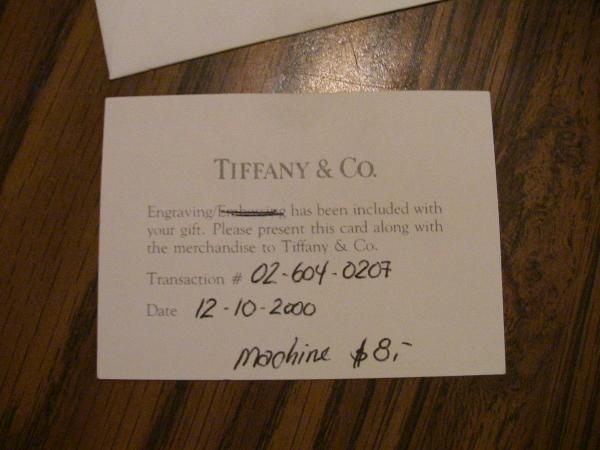 TIFFANY & CO.
Engraving/Embossing has been included with
your gift. Please present this card along with
the merchandise to Tiffany & Co.
Transaction # 02-604-0207
Date 12-10-2000
Machine $8,-